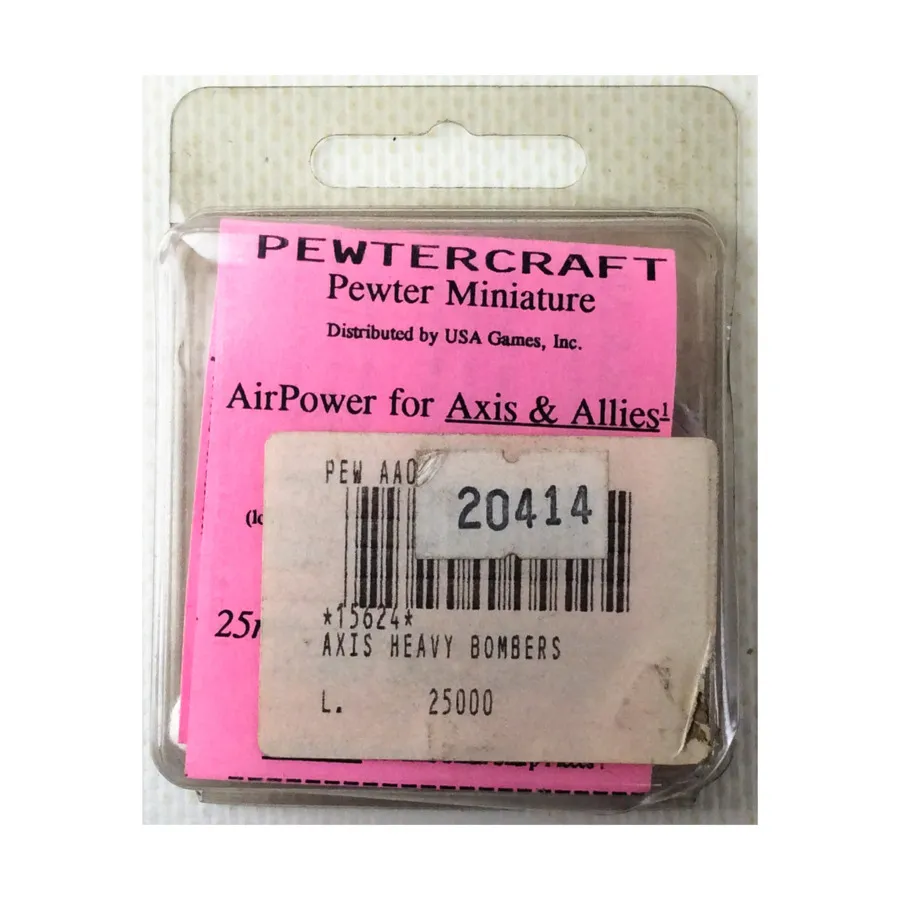 PEWTERCRAFT
Pewter Miniature
Distributed by USA Games, Inc.
AirPower for Axis & Allies¹
PEW AA0
20414
*15624*
AXIS HEAVY BOMBERS
L. 25000